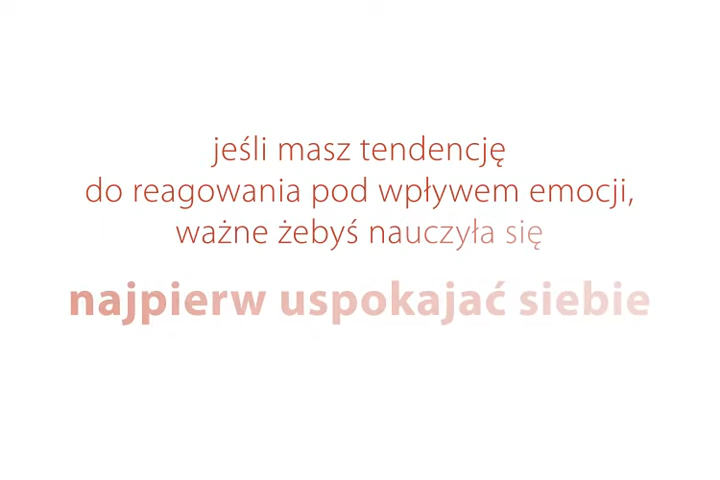 jeśli masz tendencję
do reagowania pod wpływem emocji,
ważne żebyś nauczyła się
najpierw uspokajać siebie